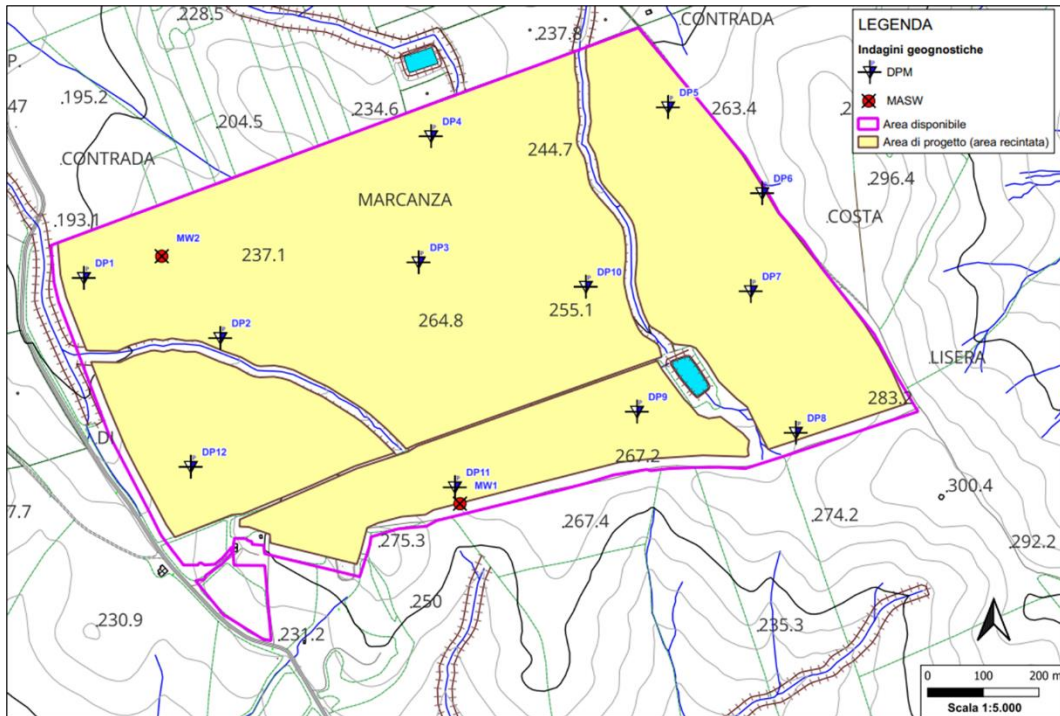 228.5
CONTRADA
LEGENDA
Indagini geognostiche
DPM
MASW
Area disponibile
Area di progetto (area recintata)
237.8
P.
47
195.2
204.5
234.6
DP4
DP5
263.4
CONTRADA
244.7
296.4
MARCANZA
DP6
COSTA
193.1
MW2
237.1
DP3
DP1
DP10
DP7
255.1
264.8
DP2
LISERA
283.2
DP9
DP8
DI
DP12
267.2
DP11
MW1
300.4
7.7
267.4
274.2
275.3
292.2
250
230.9
231.2
235.3
0 100 200 m
Scala 1:5.000